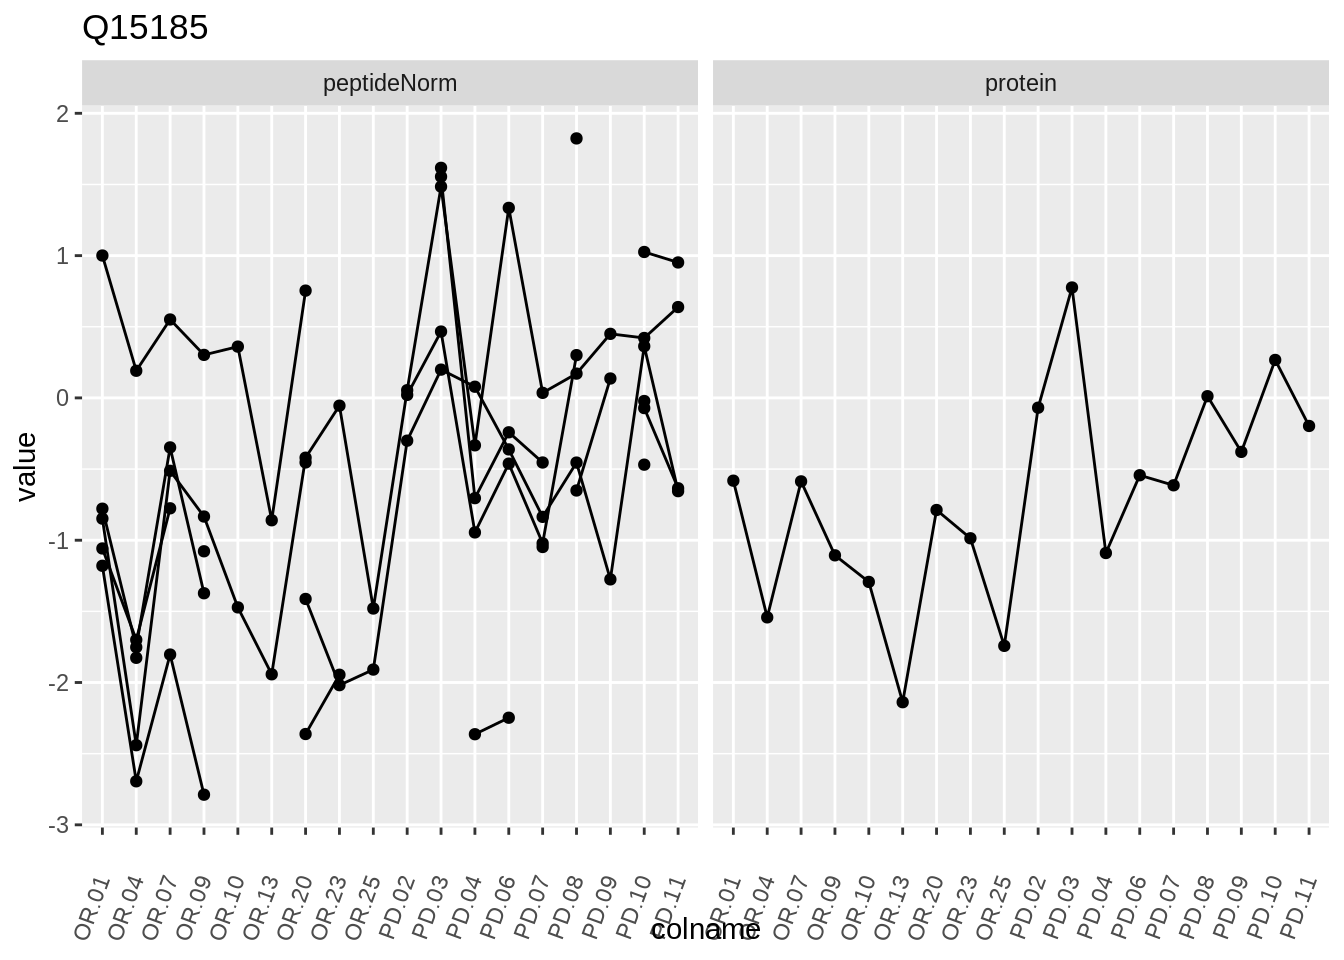 Q15185
peptideNorm protein
value
2
1
0
-1
-2
-3
OR.01 OR.04 OR.07 OR.09 OR.10 OR.13 OR.20 OR.23 OR.25 PD.02 PD.03 PD.04 PD.06 PD.07 PD.08 PD.09 PD.10 PD.11 OR.01 OR.04 OR.07 OR.09 OR.10 OR.13 OR.20 OR.23 OR.25 PD.02 PD.03 PD.04 PD.06 PD.07 PD.08 PD.09 PD.10 PD.11
colname